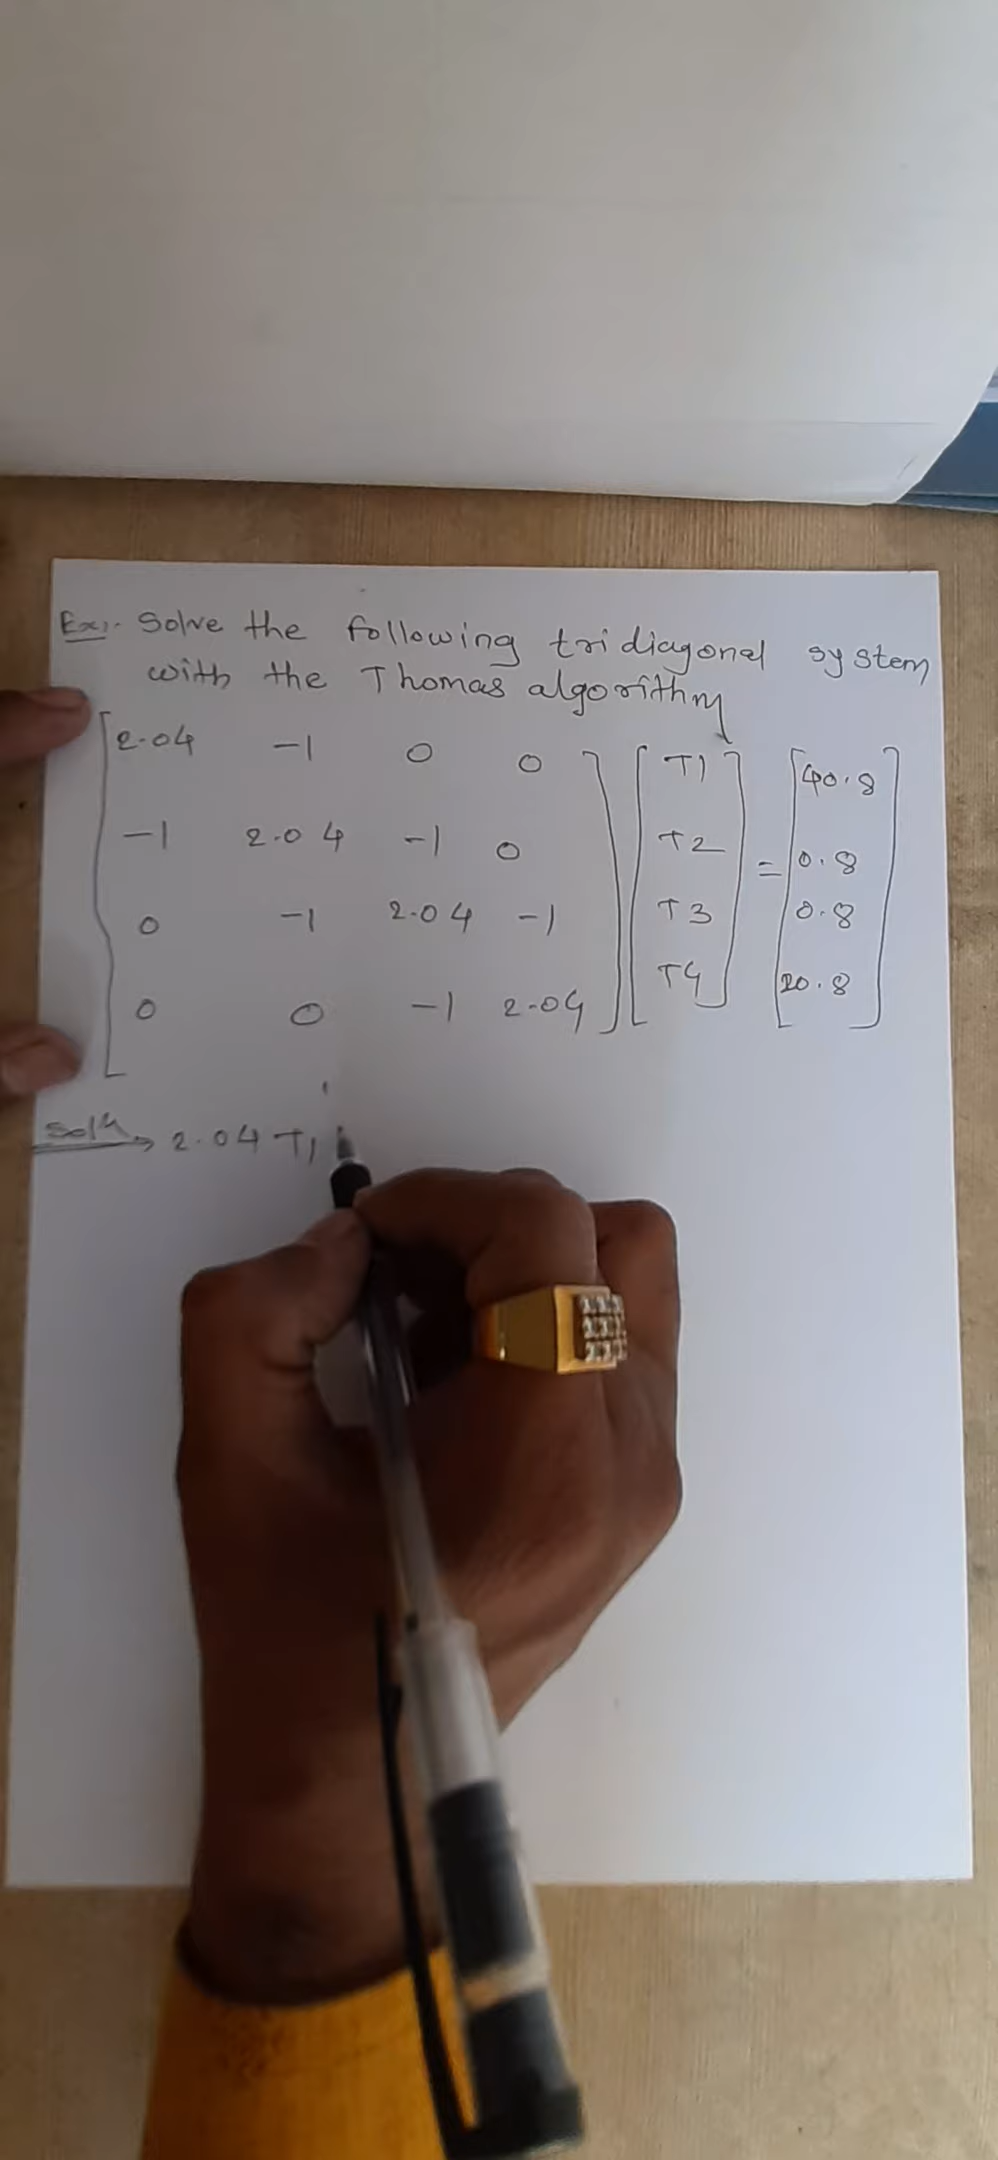 Ex:- Solve the following tridiagonal system
with the Thomas algorithm
2.04 -1 0 0 T1 40.8
-1 2.04 -1 0 T2 = 0.8
0 -1 2.04 -1 T3 0.8
0 0 -1 2.04 T4 20.8
Solⁿ → 2.04 T1